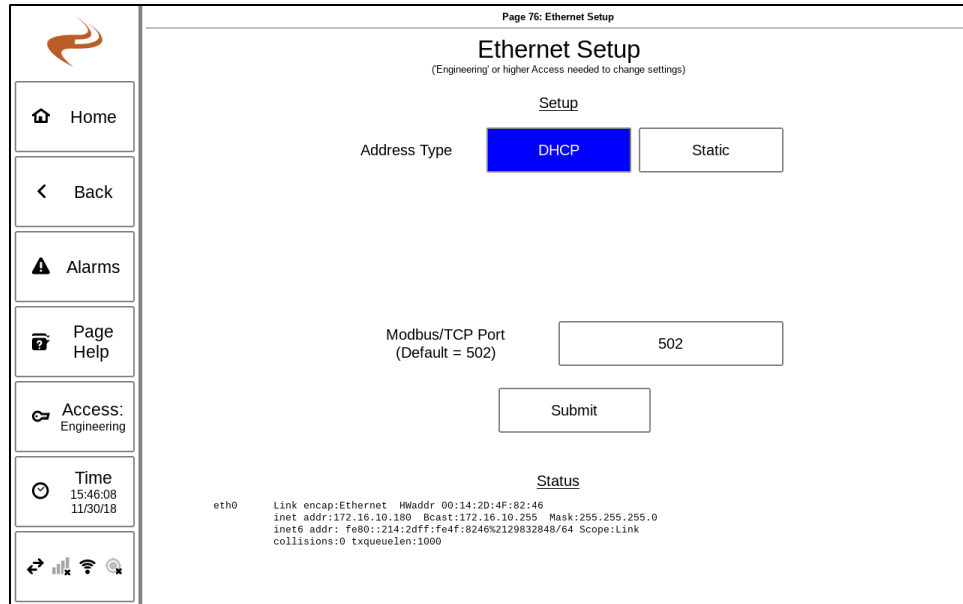 Page 76: Ethernet Setup
Ethernet Setup
('Engineering' or higher Access needed to change settings)
Setup
Address Type
DHCP
Static
Modbus/TCP Port
(Default = 502)
502
Submit
Status
eth0 Link encap:Ethernet HWaddr 00:14:2D:4F:82:46
inet addr:172.16.10.180 Bcast:172.16.10.255 Mask:255.255.255.0
inet6 addr: fe80::214:2dff:fe4f:8246%2129832848/64 Scope:Link
collisions:0 txqueuelen:1000
Home
Back
Alarms
Page
Help
Access:
Engineering
Time
15:46:08
11/30/18